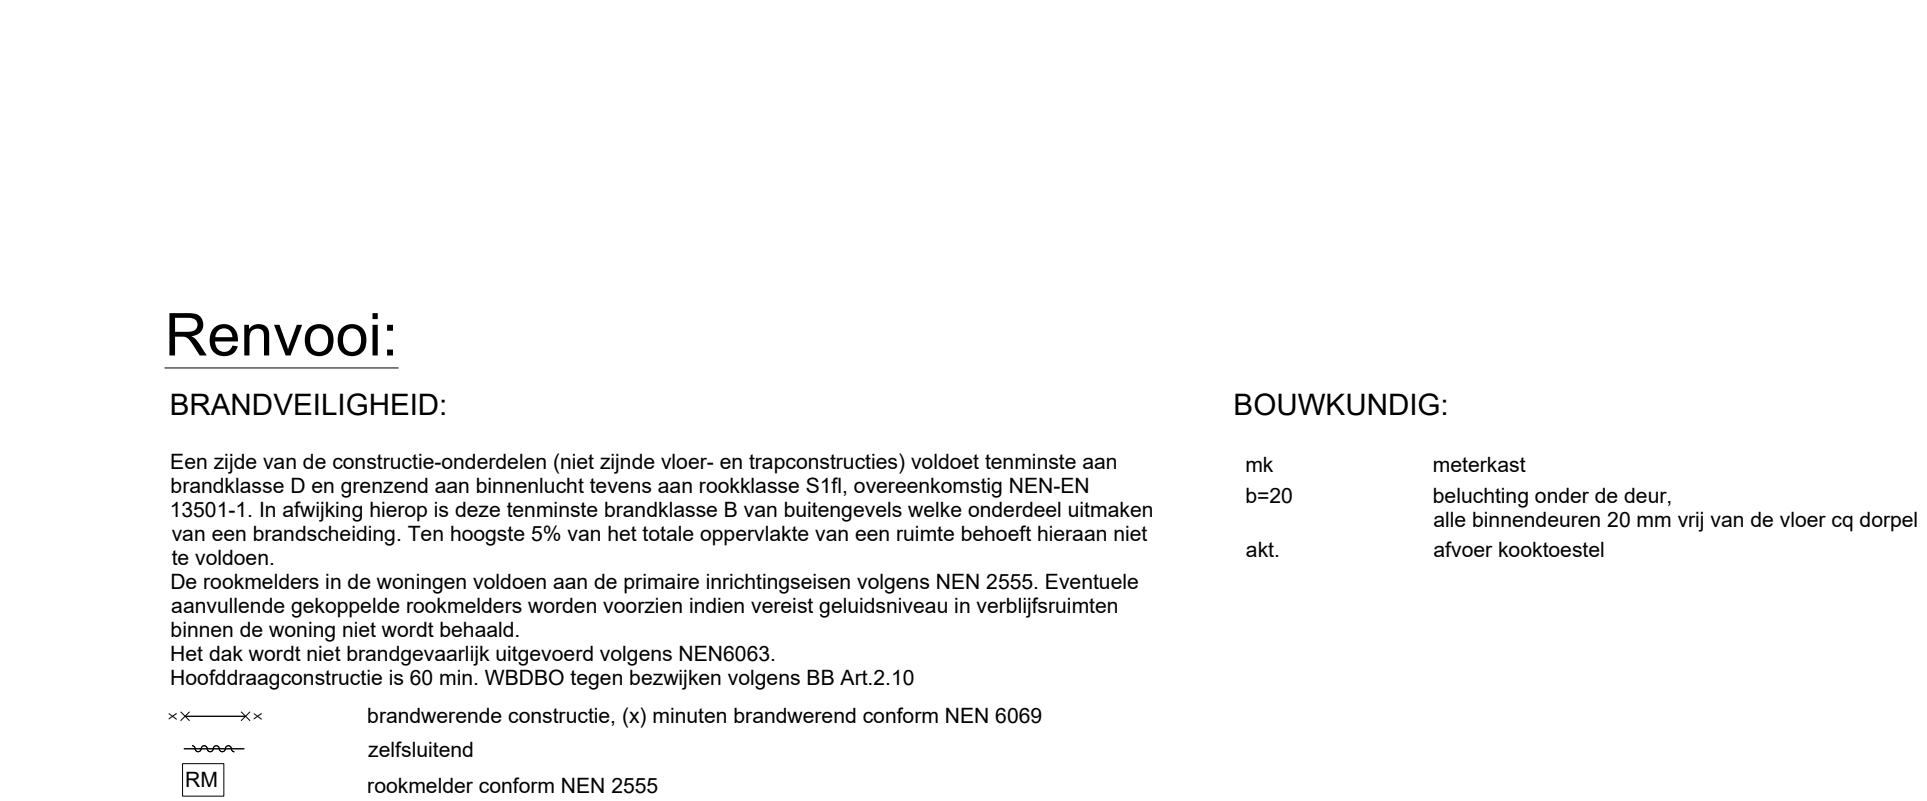 Renvooi:
BRANDVEILIGHEID:
Een zijde van de constructie-onderdelen (niet zijnde vloer- en trapconstructies) voldoet tenminste aan
brandklasse D en grenzend aan binnenlucht tevens aan rookklasse S1fl, overeenkomstig NEN-EN
13501-1. In afwijking hierop is deze tenminste brandklasse B van buitengevels welke onderdeel uitmaken
van een brandscheiding. Ten hoogste 5% van het totale oppervlakte van een ruimte behoeft hieraan niet
te voldoen.
De rookmelders in de woningen voldoen aan de primaire inrichtingseisen volgens NEN 2555. Eventuele
aanvullende gekoppelde rookmelders worden voorzien indien vereist geluidsniveau in verblijfsruimten
binnen de woning niet wordt behaald.
Het dak wordt niet brandgevaarlijk uitgevoerd volgens NEN6063.
Hoofddraagconstructie is 60 min. WBDBO tegen bezwijken volgens BB Art.2.10
brandwerende constructie, (x) minuten brandwerend conform NEN 6069
zelfsluitend
RM rookmelder conform NEN 2555
BOUWKUNDIG:
mk meterkast
b=20 beluchting onder de deur,
alle binnendeuren 20 mm vrij van de vloer cq dorpel
akt. afvoer kooktoestel